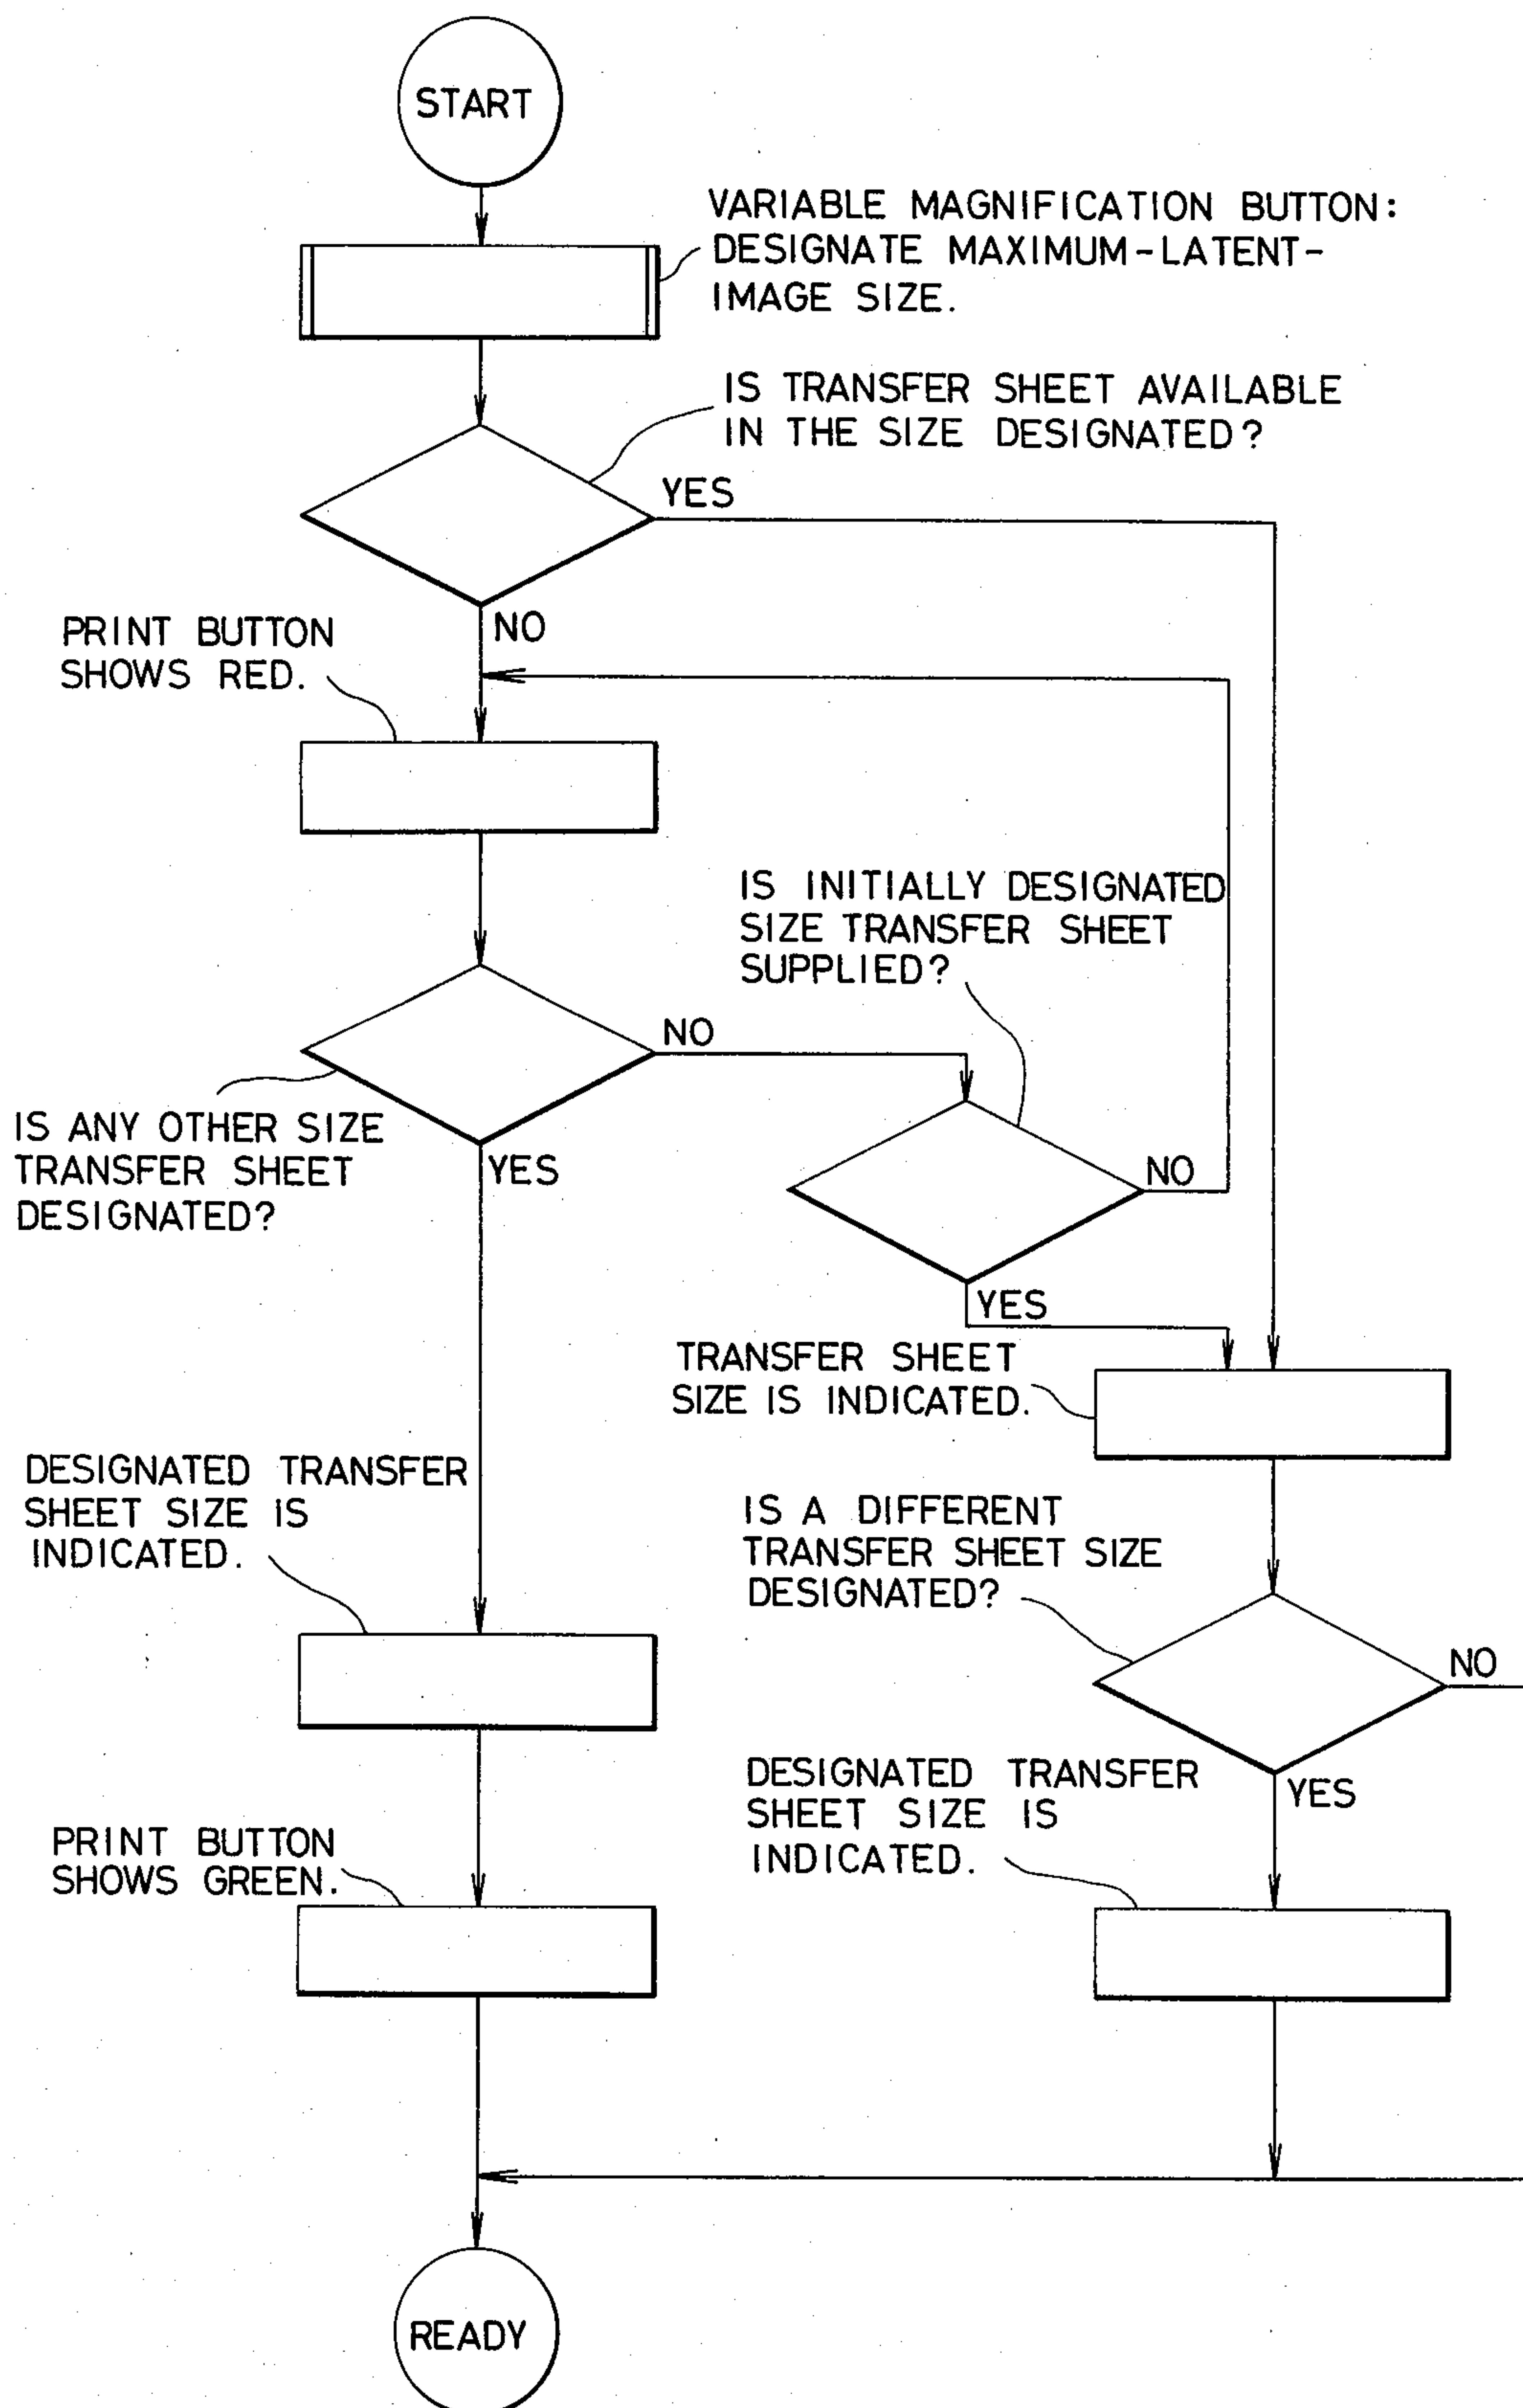 START
VARIABLE MAGNIFICATION BUTTON:
DESIGNATE MAXIMUM-LATENT-
IMAGE SIZE.
IS TRANSFER SHEET AVAILABLE
IN THE SIZE DESIGNATED?
YES
NO
PRINT BUTTON
SHOWS RED.
IS INITIALLY DESIGNATED
SIZE TRANSFER SHEET
SUPPLIED?
NO
IS ANY OTHER SIZE
TRANSFER SHEET
DESIGNATED?
YES
NO
YES
TRANSFER SHEET
SIZE IS INDICATED.
DESIGNATED TRANSFER
SHEET SIZE IS
INDICATED.
IS A DIFFERENT
TRANSFER SHEET SIZE
DESIGNATED?
NO
YES
DESIGNATED TRANSFER
SHEET SIZE IS
INDICATED.
PRINT BUTTON
SHOWS GREEN.
READY